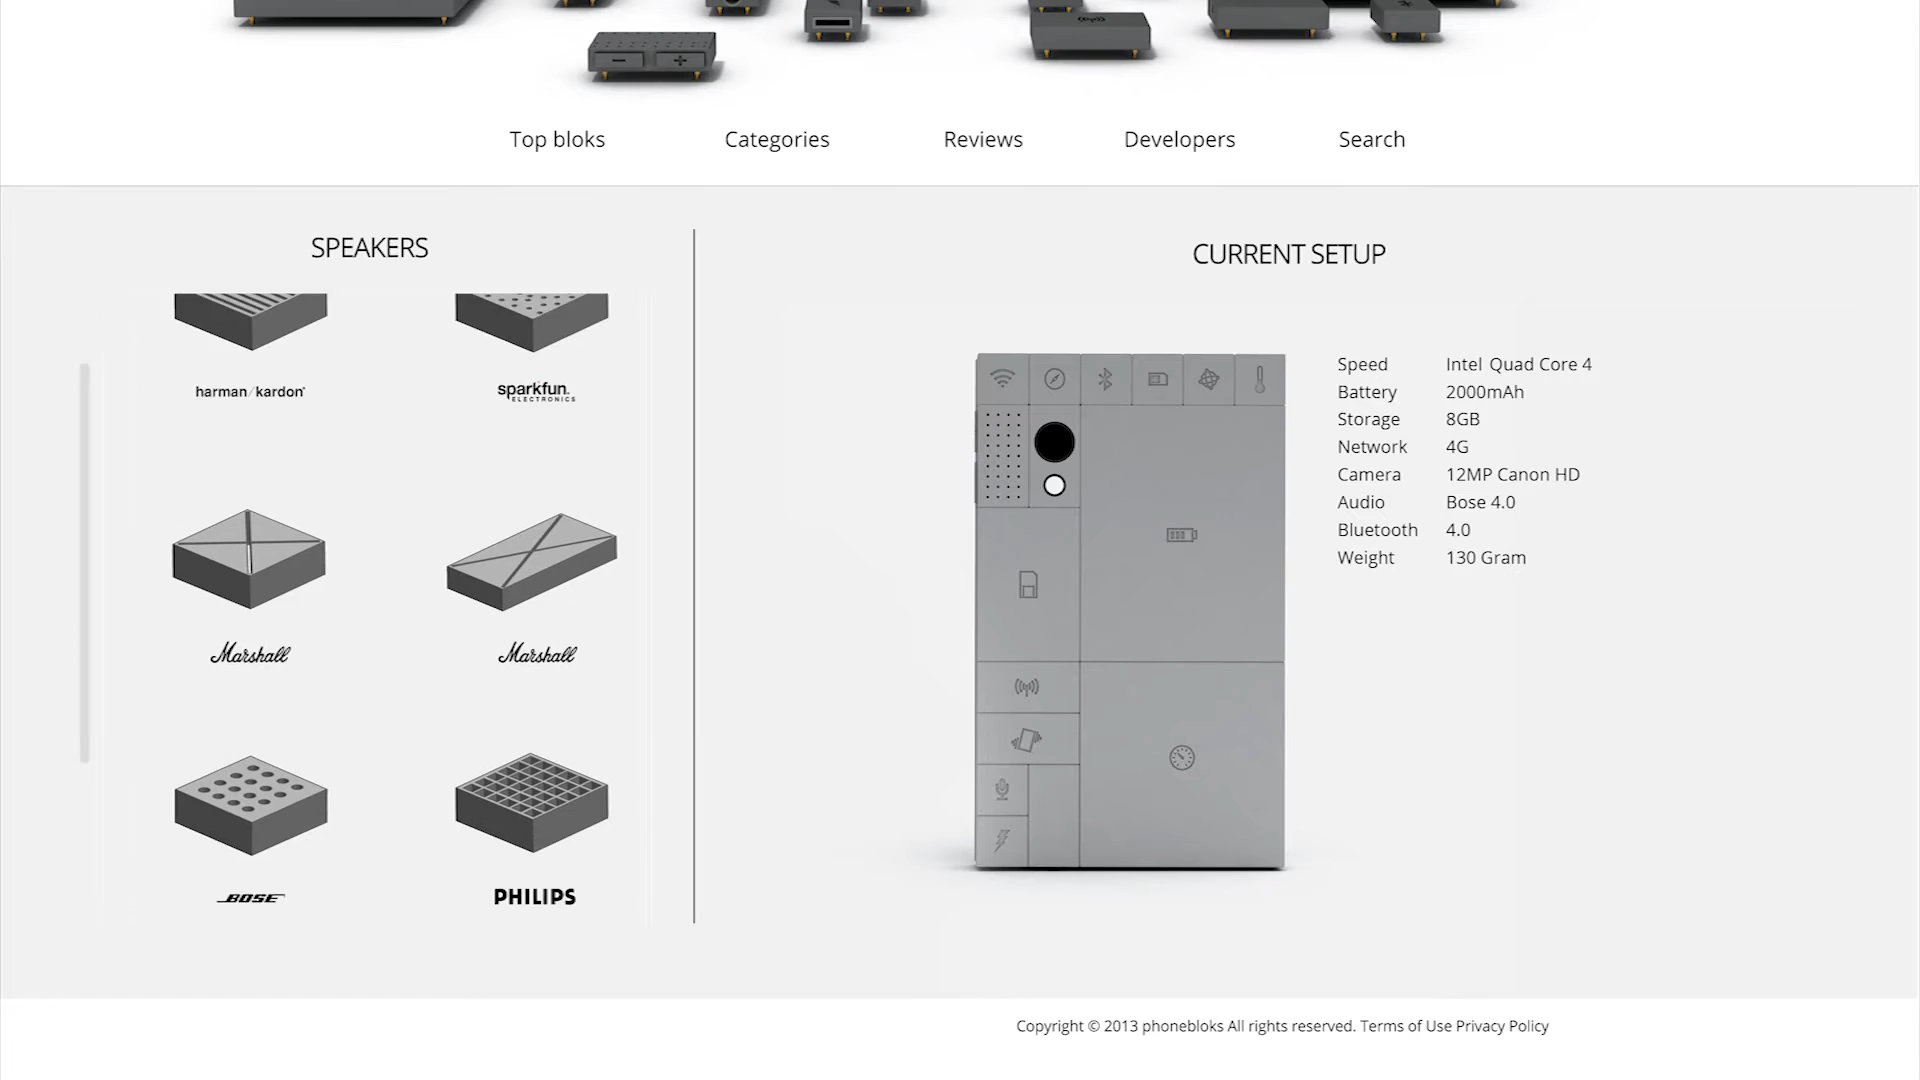 Top bloks Categories Reviews Developers Search
SPEAKERS
harman/kardon®
sparkfun.
ELECTRONICS
Marshall
Marshall
BOSE
PHILIPS
CURRENT SETUP
Speed Intel Quad Core 4
Battery 2000mAh
Storage 8GB
Network 4G
Camera 12MP Canon HD
Audio Bose 4.0
Bluetooth 4.0
Weight 130 Gram
Copyright © 2013 phonebloks All rights reserved. Terms of Use Privacy Policy